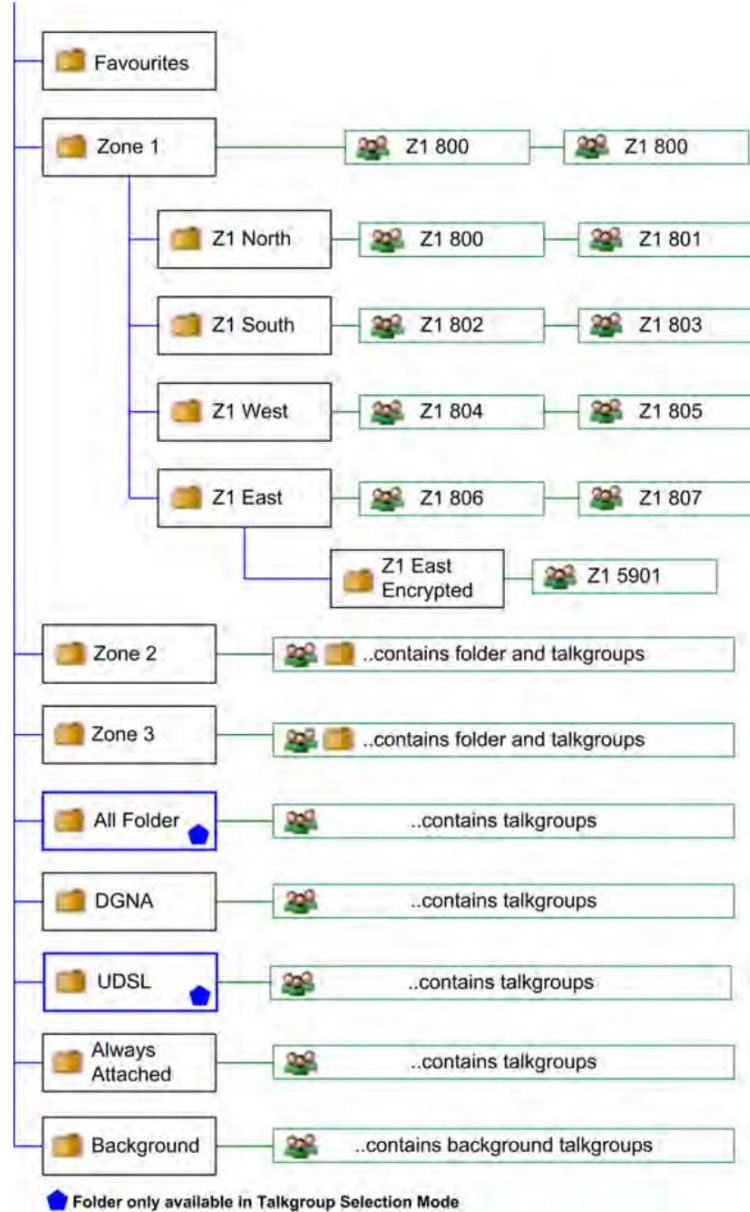 Favourites
Zone 1
Z1 800
Z1 800
Z1 North
Z1 800
Z1 801
Z1 South
Z1 802
Z1 803
Z1 West
Z1 804
Z1 805
Z1 East
Z1 806
Z1 807
Z1 East
Encrypted
Z1 5901
Zone 2
..contains folder and talkgroups
Zone 3
..contains folder and talkgroups
All Folder
..contains talkgroups
DGNA
..contains talkgroups
UDSL
..contains talkgroups
Always
Attached
..contains talkgroups
Background
..contains background talkgroups
Folder only available in Talkgroup Selection Mode